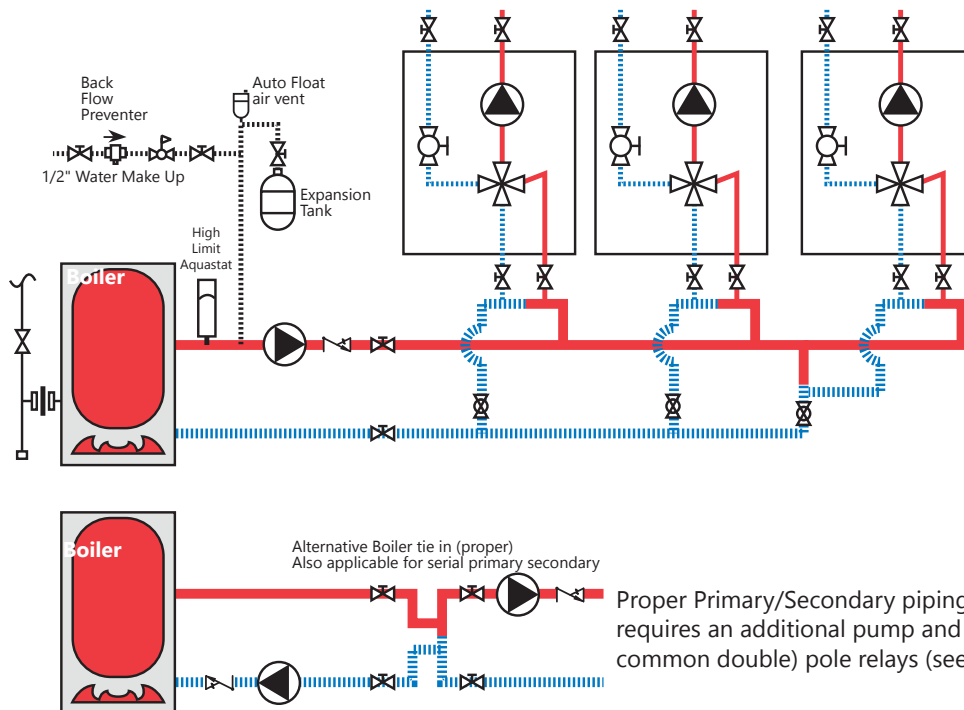 Back
Flow
Preventer
Auto Float
air vent
1/2" Water Make Up
Expansion
Tank
High
Limit
Aquastat
Boiler
Boiler
Alternative Boiler tie in (proper)
Also applicable for serial primary secondary
Proper Primary/Secondary piping
requires an additional pump and
common double) pole relays (see